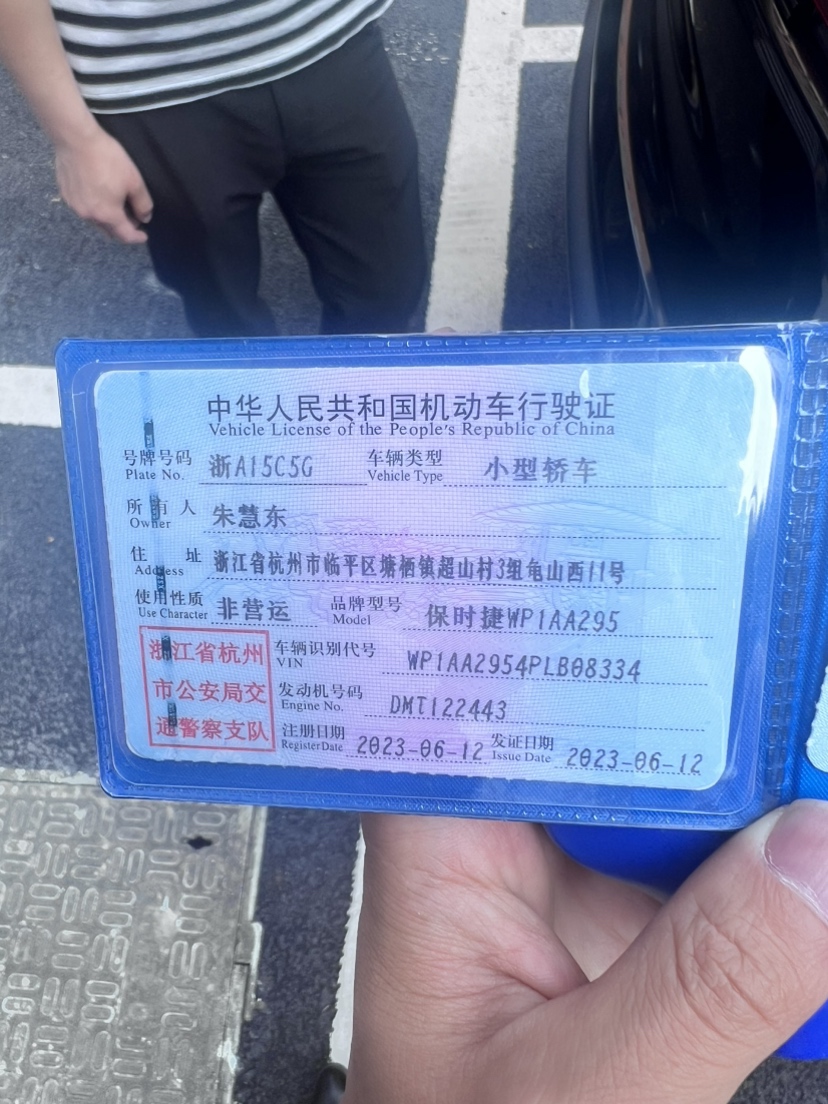 中华人民共和国机动车行驶证
Vehicle License of the People's Republic of China
号牌号码 Plate No. 浙A15C5G 车辆类型 Vehicle Type 小型轿车
所有人 Owner 朱慧东
住址 Address 浙江省杭州市临平区塘栖镇超山村3组龟山西11号
使用性质 Use Character 非营运 品牌型号 Model 保时捷WP1AA295
浙江省杭州市公安局交通警察支队
车辆识别代号 VIN WP1AA2954PLB08334
发动机号码 Engine No. DMT122443
注册日期 Register Date 2023-06-12 发证日期 Issue Date 2023-06-12